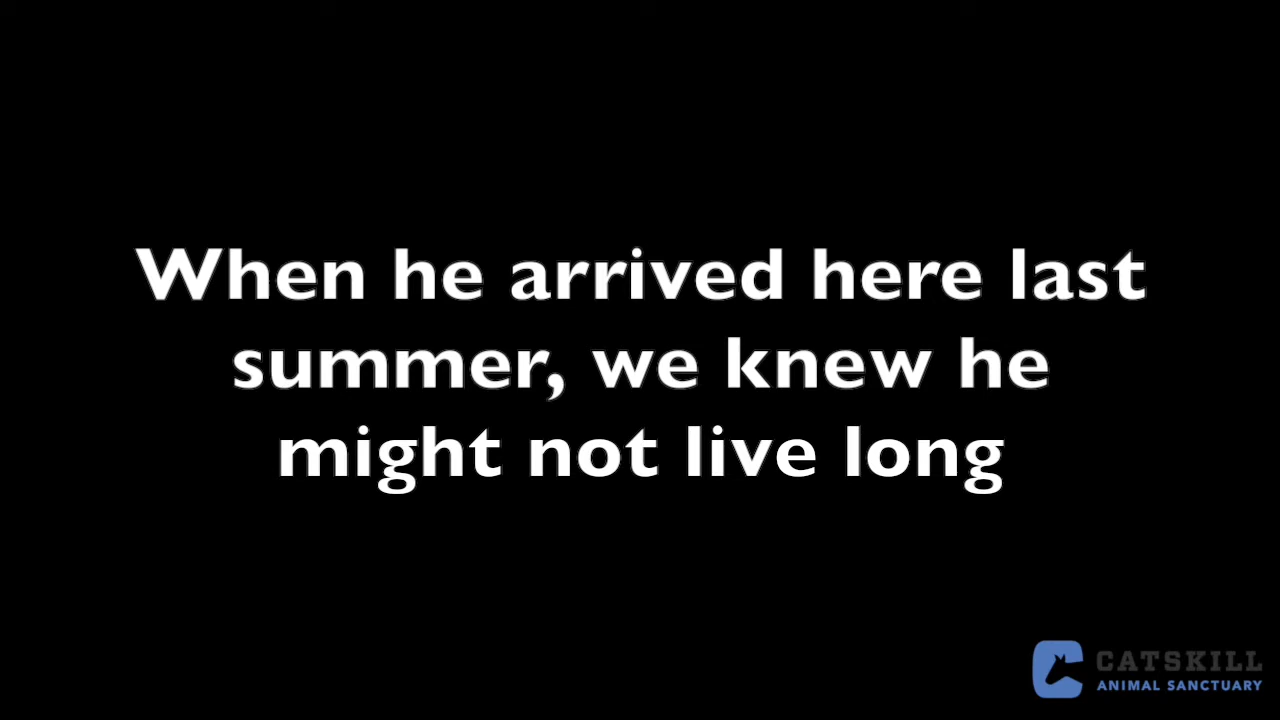 When he arrived here last
summer, we knew he
might not live long
CATSKILL
ANIMAL SANCTUARY